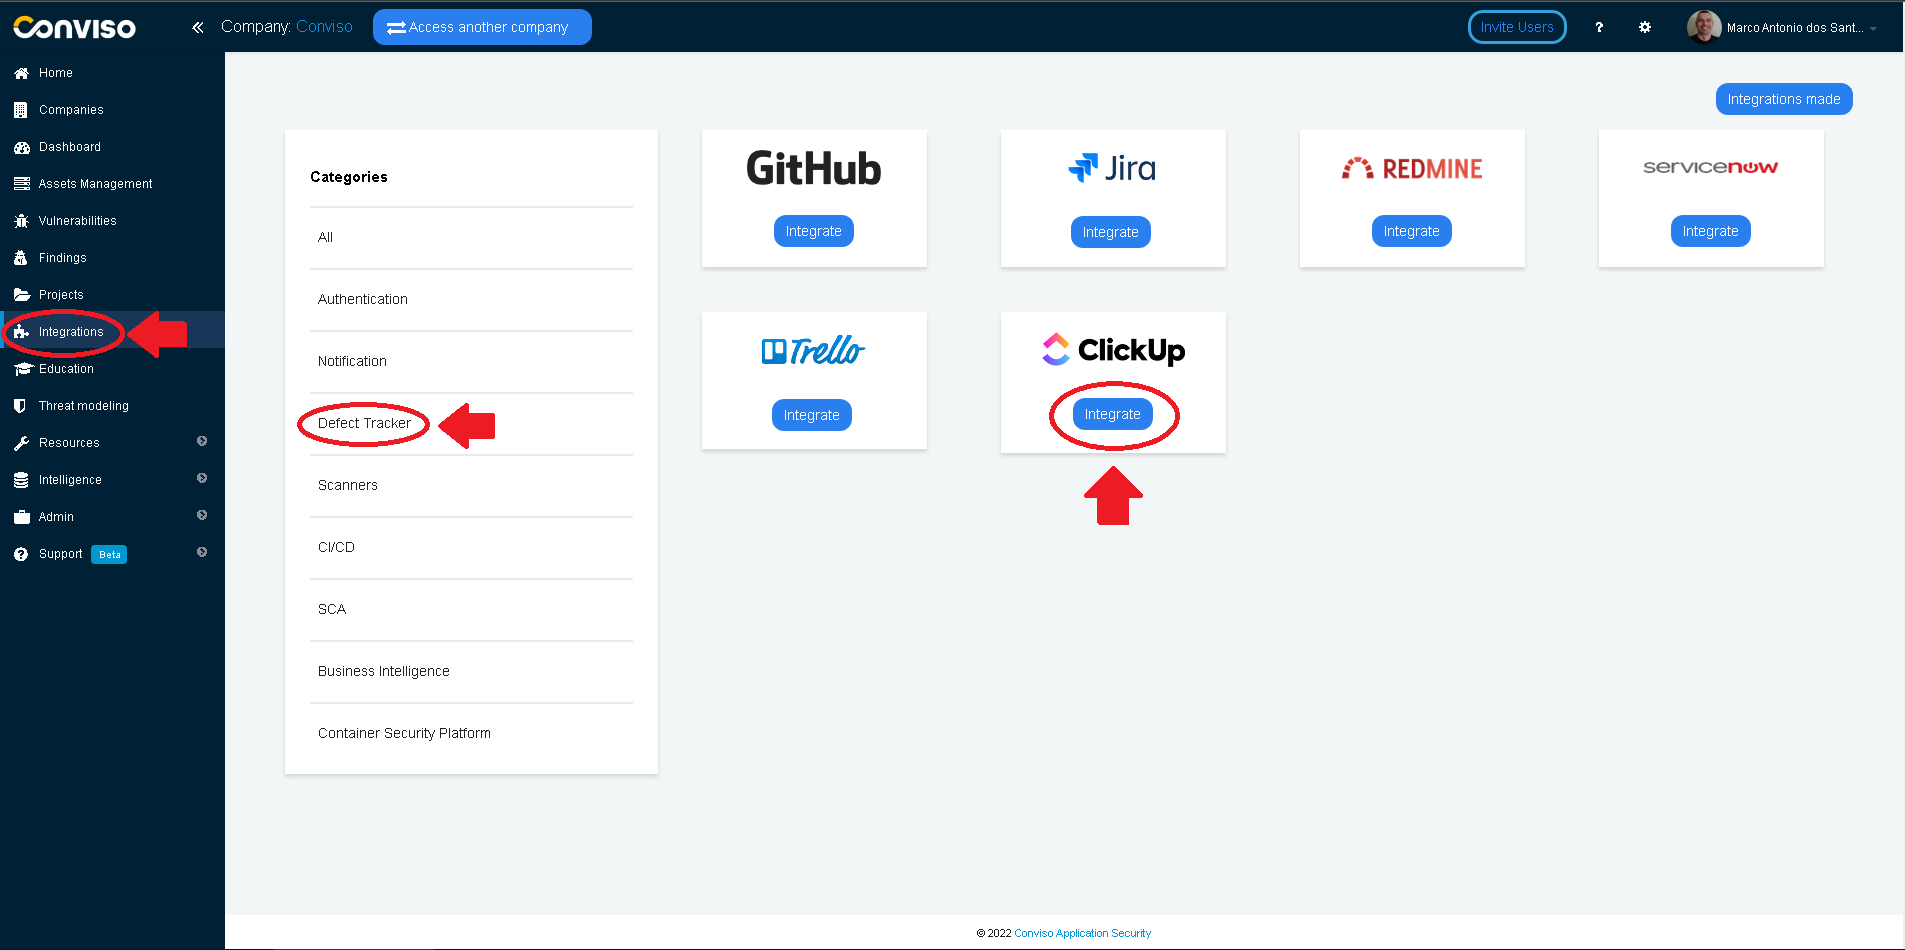 Conviso
Company: Conviso
Access another company
Invite Users
?
Marco Antonio dos Sant...
Home
Companies
Dashboard
Assets Management
Vulnerabilities
Findings
Projects
Integrations
Education
Threat modeling
Resources
Intelligence
Admin
Support Beta
Integrations made
Categories
All
Authentication
Notification
Defect Tracker
Scanners
CI/CD
SCA
Business Intelligence
Container Security Platform
GitHub
Integrate
Jira
Integrate
REDMINE
Integrate
servicenow
Integrate
Trello
Integrate
ClickUp
Integrate
© 2022 Conviso Application Security